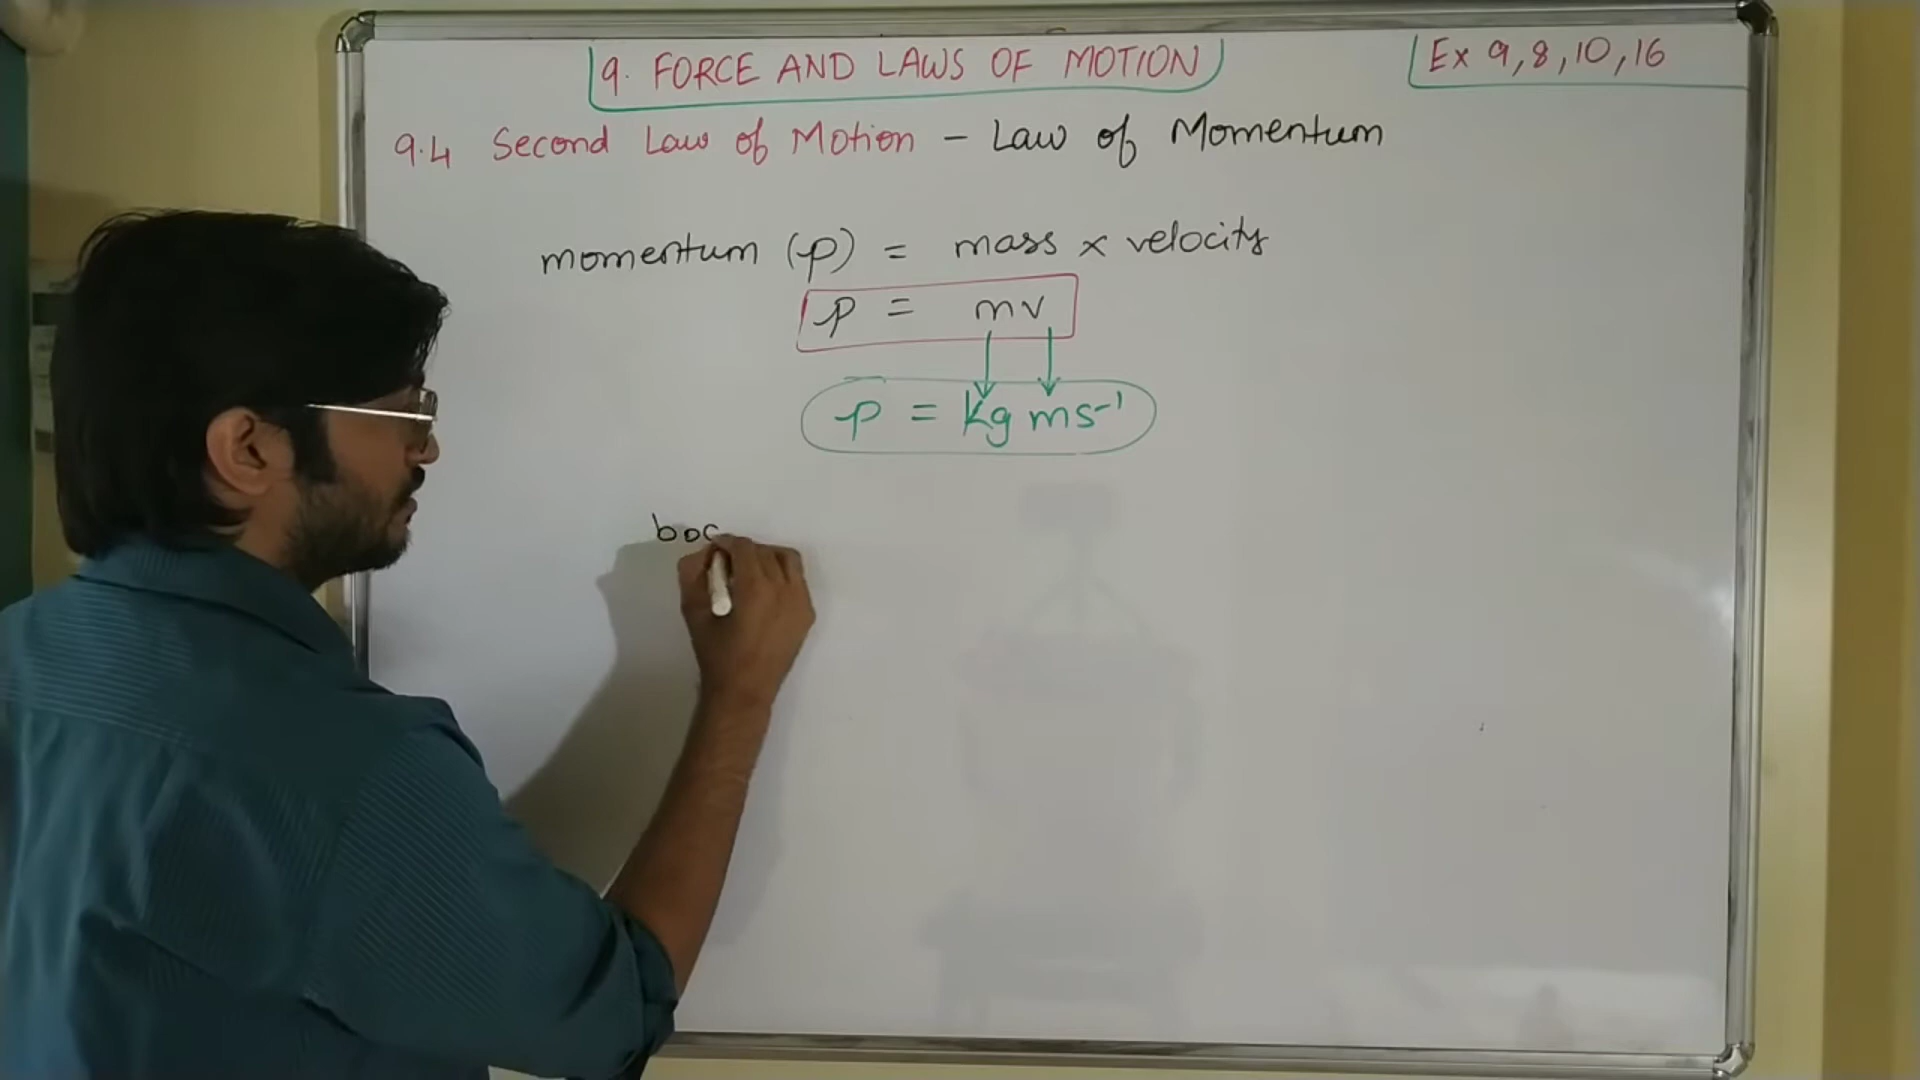 9. FORCE AND LAWS OF MOTION
Ex 9,8,10,16
9.4 Second Law of Motion - Law of Momentum
momentum (p) = mass x velocity
p = mv
p = kg ms⁻¹